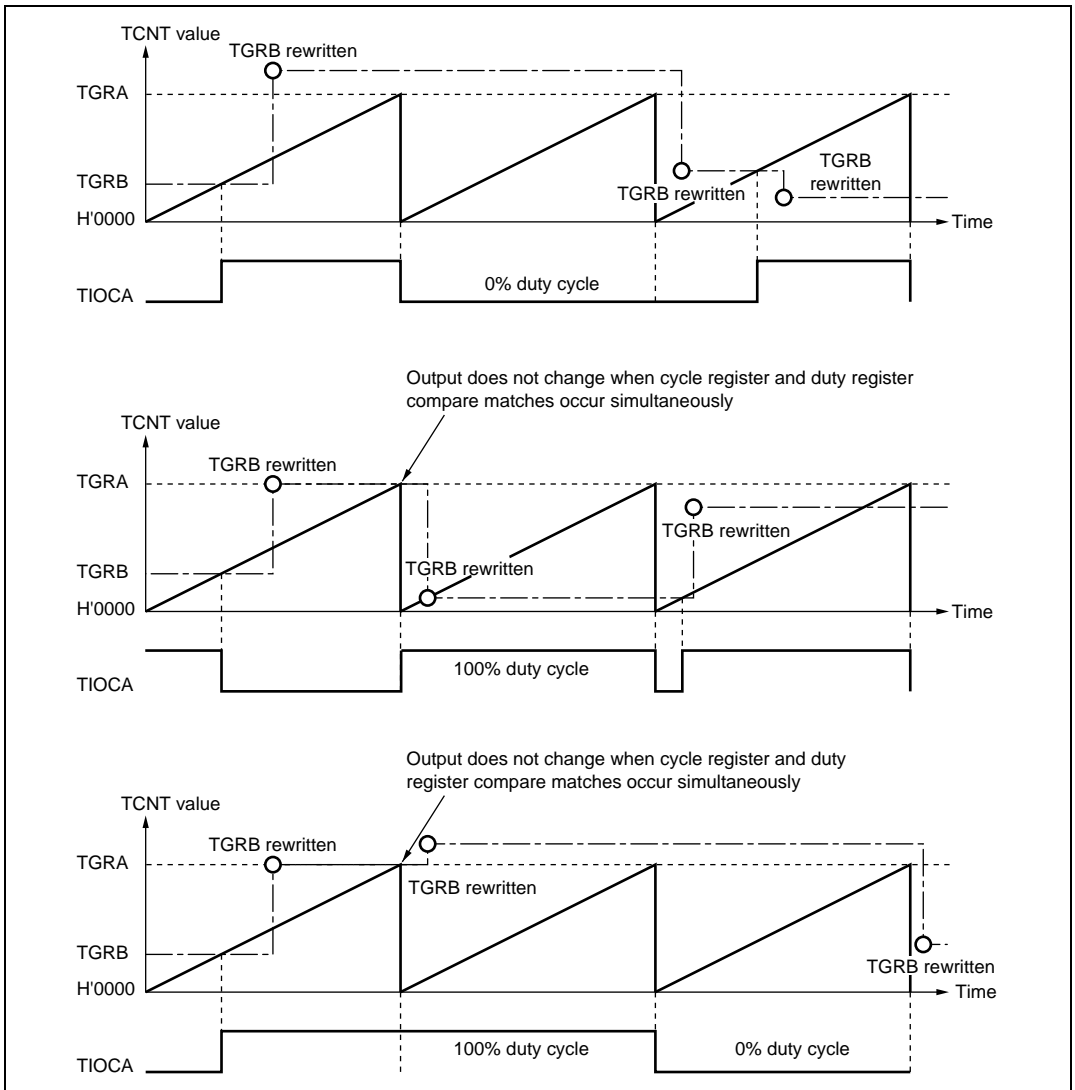 TCNT value
TGRB rewritten
TGRA
TGRB
rewritten
TGRB
TGRB rewritten
H'0000
Time
0% duty cycle
TIOCA
Output does not change when cycle register and duty register
compare matches occur simultaneously
TCNT value
TGRB rewritten
TGRA
TGRB rewritten
TGRB
TGRB rewritten
H'0000
Time
100% duty cycle
TIOCA
Output does not change when cycle register and duty
register compare matches occur simultaneously
TCNT value
TGRB rewritten
TGRA
TGRB rewritten
TGRB
TGRB rewritten
H'0000
Time
100% duty cycle
0% duty cycle
TIOCA